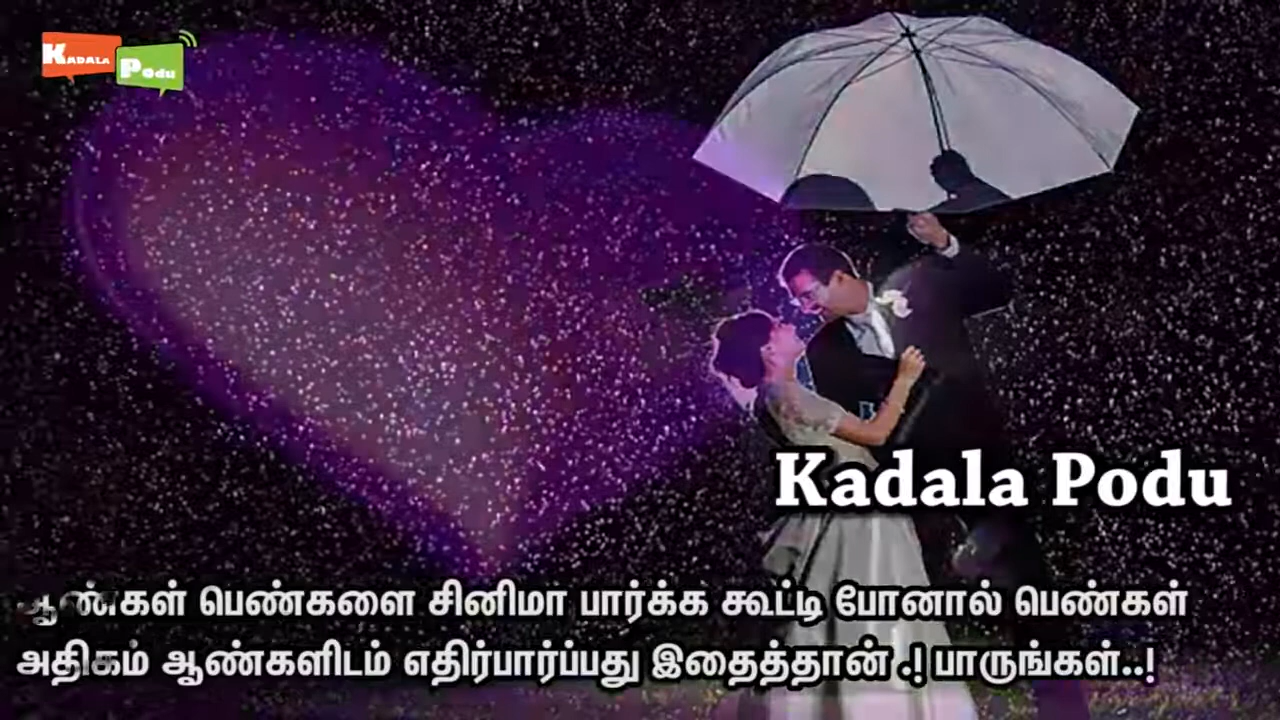 KADALA
PODU
Kadala Podu
ஆண்கள் பெண்களை சினிமா பார்க்க கூட்டி போனால் பெண்கள்
அதிகம் ஆண்களிடம் எதிர்பார்ப்பது இதைத்தான் .! பாருங்கள்..!